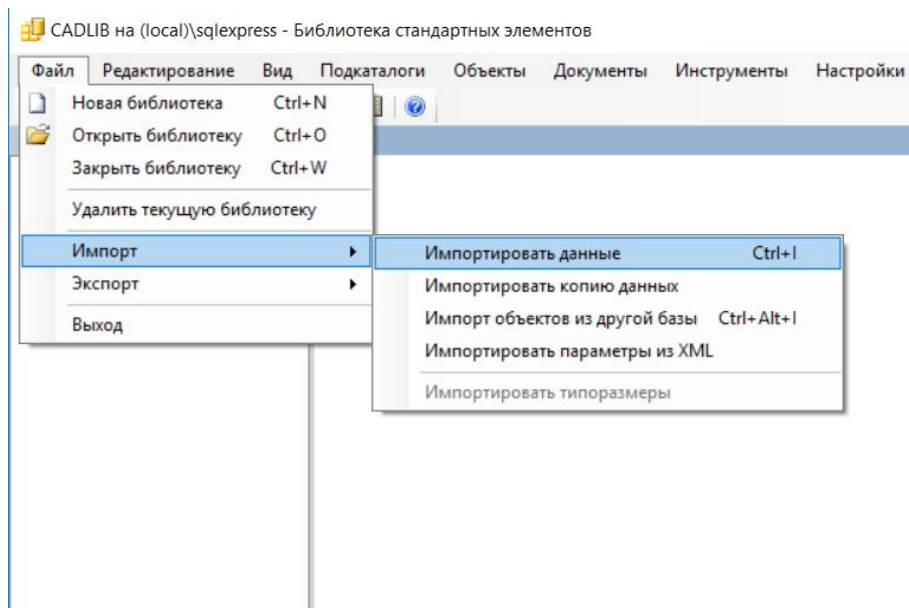 CADLIB на (local)\sqlexpress - Библиотека стандартных элементов
Файл Редактирование Вид Подкаталоги Объекты Документы Инструменты Настройки
Новая библиотека Ctrl+N
Открыть библиотеку Ctrl+O
Закрыть библиотеку Ctrl+W
Удалить текущую библиотеку
Импорт
Экспорт
Выход
Импортировать данные Ctrl+I
Импортировать копию данных
Импорт объектов из другой базы Ctrl+Alt+I
Импортировать параметры из XML
Импортировать типоразмеры